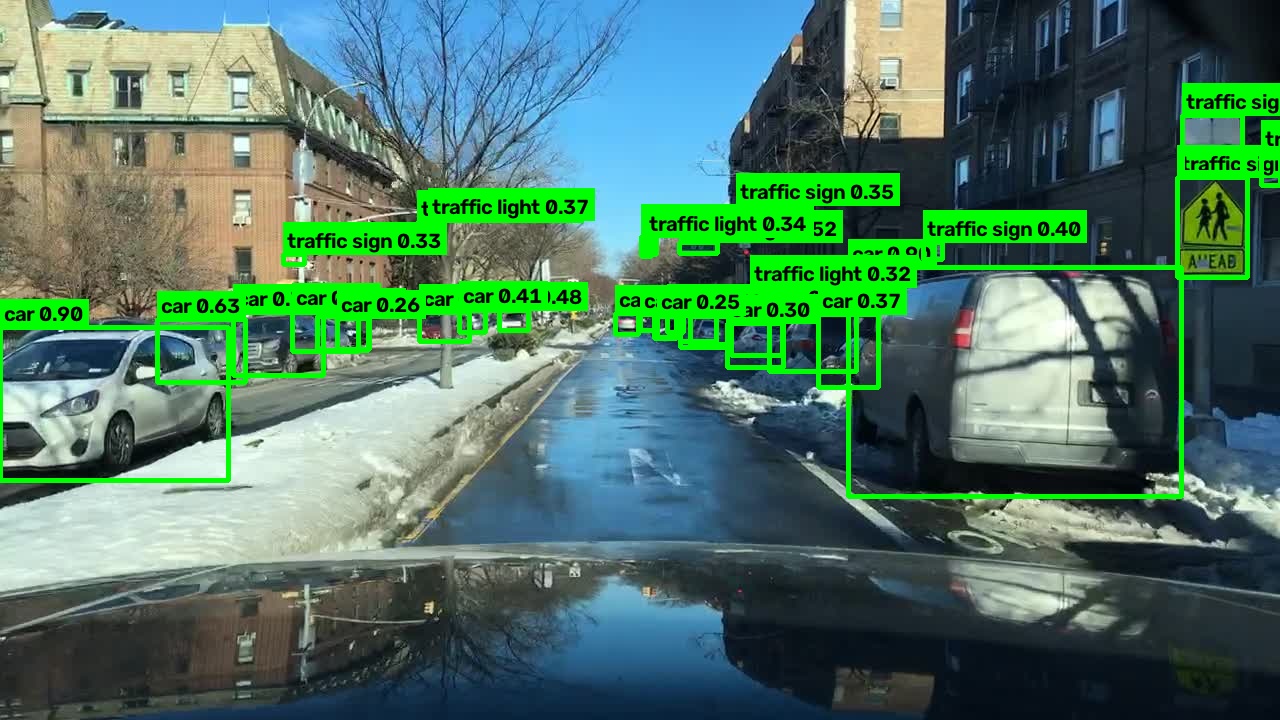 traffic sig
traffic sig
traffic sign 0.35
traffic light 0.37
traffic light 0.34
52
traffic sign 0.40
traffic sign 0.33
car 0.90
AHEAD
traffic light 0.32
car 0.90
car 0.63
car 0.26
car 0.41
.48
car 0.25
0.30
car 0.37